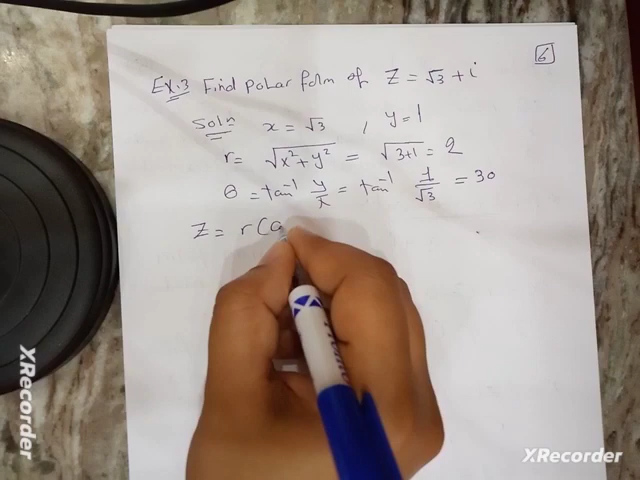 6
Ex.3 Find polar form of Z = √3 + i
Soln x = √3 , y = 1
r = √x² + y² = √3+1 = 2
θ = tan⁻¹ y/x = tan⁻¹ 1/√3 = 30
Z = r (c
XRecorder
XRecorder